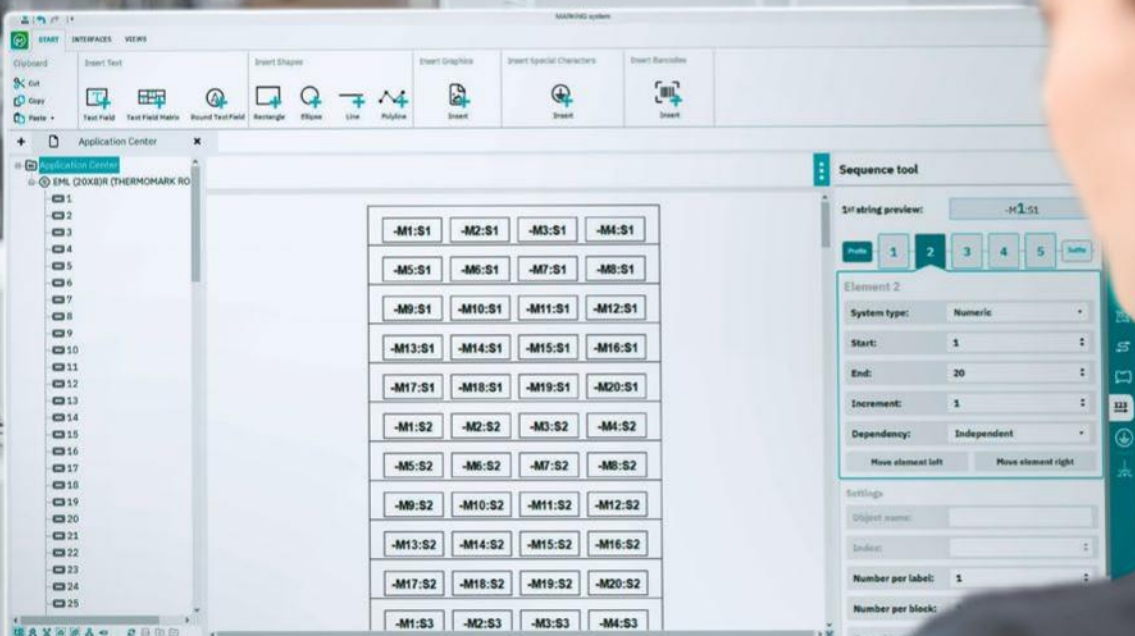 MARKING system
START INTERFACES VIEWS
Clipboard
Cut
Copy
Paste
Insert Text
Text Field
Text Field Matrix
Round Text Field
Insert Shapes
Rectangle
Ellipse
Line
Polyline
Insert Graphics
Insert
Insert Special Characters
Insert
Insert Barcodes
Insert
Application Center
Application Center
EML (20X8)R (THERMOMARK RO
1
2
3
4
5
6
7
8
9
10
11
12
13
14
15
16
17
18
19
20
21
22
23
24
25
-M1:S1 -M2:S1 -M3:S1 -M4:S1
-M5:S1 -M6:S1 -M7:S1 -M8:S1
-M9:S1 -M10:S1 -M11:S1 -M12:S1
-M13:S1 -M14:S1 -M15:S1 -M16:S1
-M17:S1 -M18:S1 -M19:S1 -M20:S1
-M1:S2 -M2:S2 -M3:S2 -M4:S2
-M5:S2 -M6:S2 -M7:S2 -M8:S2
-M9:S2 -M10:S2 -M11:S2 -M12:S2
-M13:S2 -M14:S2 -M15:S2 -M16:S2
-M17:S2 -M18:S2 -M19:S2 -M20:S2
-M1:S3 -M2:S3 -M3:S3 -M4:S3
Sequence tool
1st string preview: -M1:S1
Prefix 1 2 3 4 5 Suffix
Element 2
System type: Numeric
Start: 1
End: 20
Increment: 1
Dependency: Independent
Move element left Move element right
Settings
Object name:
Index:
Number per label: 1
Number per block:
123